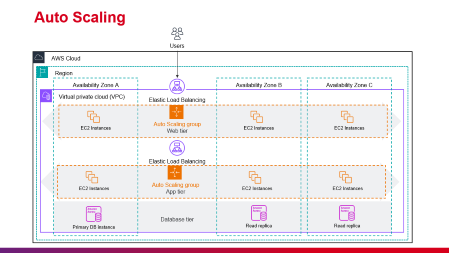 Auto Scaling
Users
AWS Cloud
Region
Availability Zone A
Availability Zone B
Availability Zone C
Virtual private cloud (VPC)
Elastic Load Balancing
EC2 Instances
Auto Scaling group
Web tier
EC2 Instances
EC2 Instances
Elastic Load Balancing
EC2 Instances
Auto Scaling group
App tier
EC2 Instances
EC2 Instances
Primary DB instance
Database tier
Read replica
Read replica